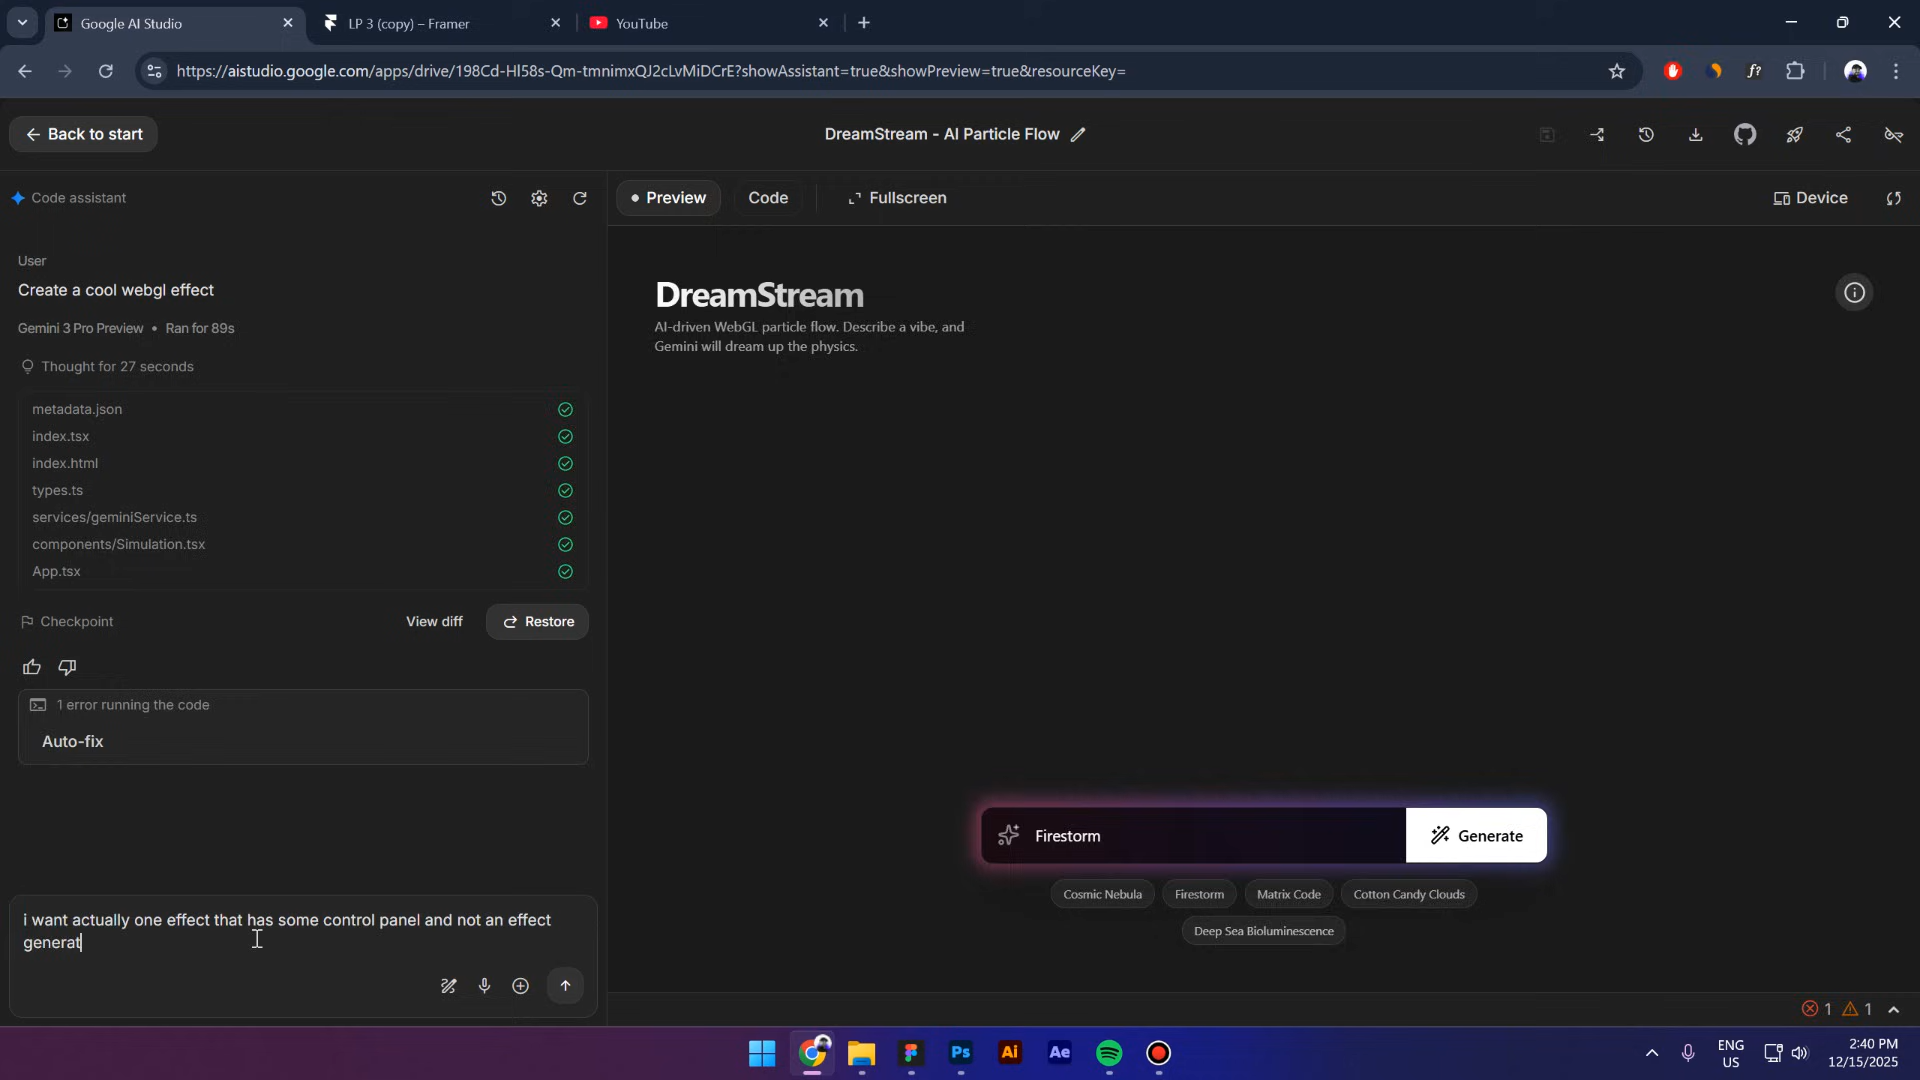 Google AI Studio
LP 3 (copy) – Framer
YouTube
https://aistudio.google.com/apps/drive/198Cd-Hl58s-Qm-tmnimxQJ2cLvMiDCrE?showAssistant=true&showPreview=true&resourceKey=
f?
Back to start
DreamStream - AI Particle Flow
Code assistant
Preview
Code
Fullscreen
Device
User
Create a cool webgl effect
Gemini 3 Pro Preview • Ran for 89s
Thought for 27 seconds
metadata.json
index.tsx
index.html
types.ts
services/geminiService.ts
components/Simulation.tsx
App.tsx
Checkpoint
View diff
Restore
1 error running the code
Auto-fix
i want actually one effect that has some control panel and not an effect
generat
DreamStream
AI-driven WebGL particle flow. Describe a vibe, and
Gemini will dream up the physics.
Firestorm
Generate
Cosmic Nebula
Firestorm
Matrix Code
Cotton Candy Clouds
Deep Sea Bioluminescence
1
1
Ps
Ai
Ae
ENG
US
2:40 PM
12/15/2025